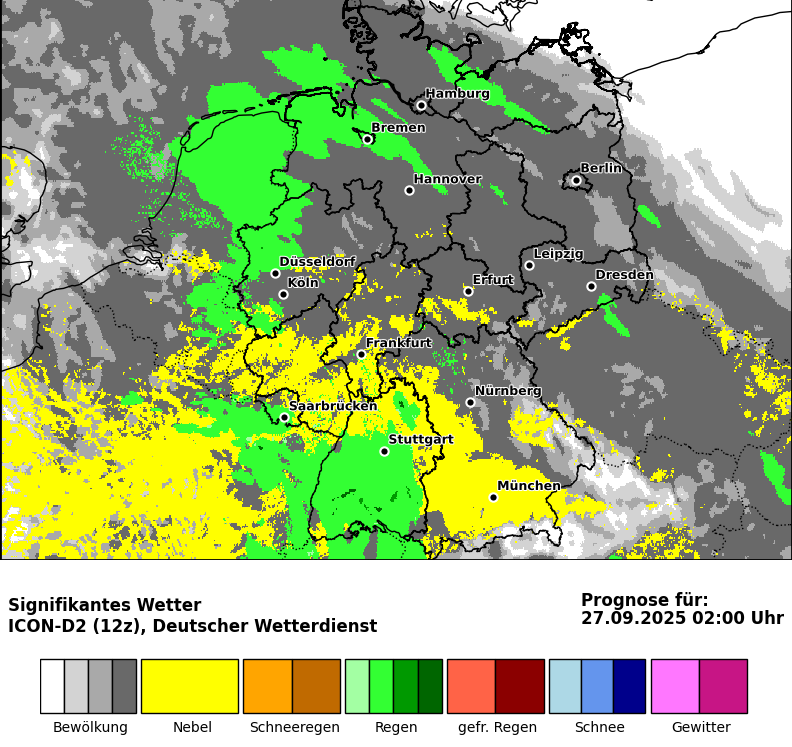 Hamburg
Bremen
Berlin
Hannover
Leipzig
Düsseldorf
Dresden
Erfurt
Köln
Frankfurt
Nürnberg
Saarbrücken
Stuttgart
München
Signifikantes Wetter
ICON-D2 (12z), Deutscher Wetterdienst
Prognose für:
27.09.2025 02:00 Uhr
Bewölkung Nebel Schneeregen Regen gefr. Regen Schnee Gewitter